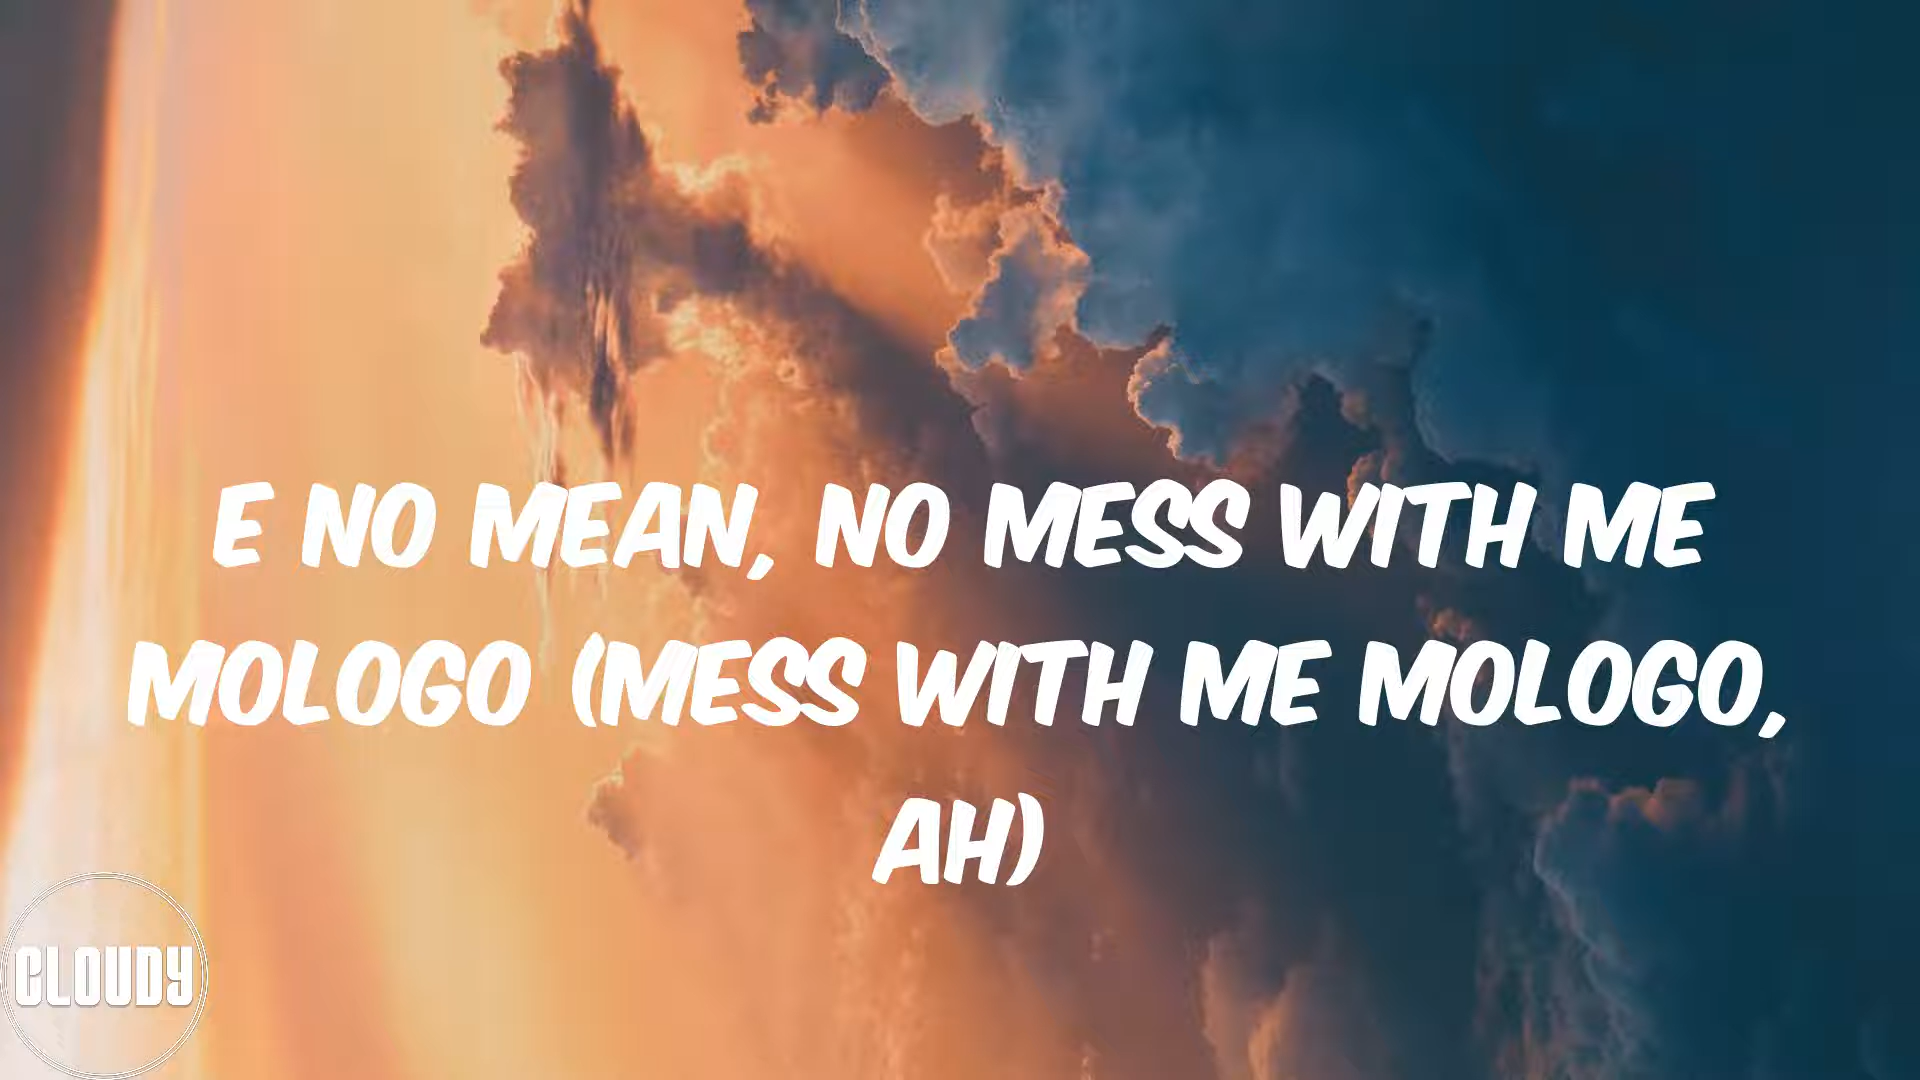 E NO MEAN, NO MESS WITH ME
MOLOGO (MESS WITH ME MOLOGO,
AH)
CLOUDY